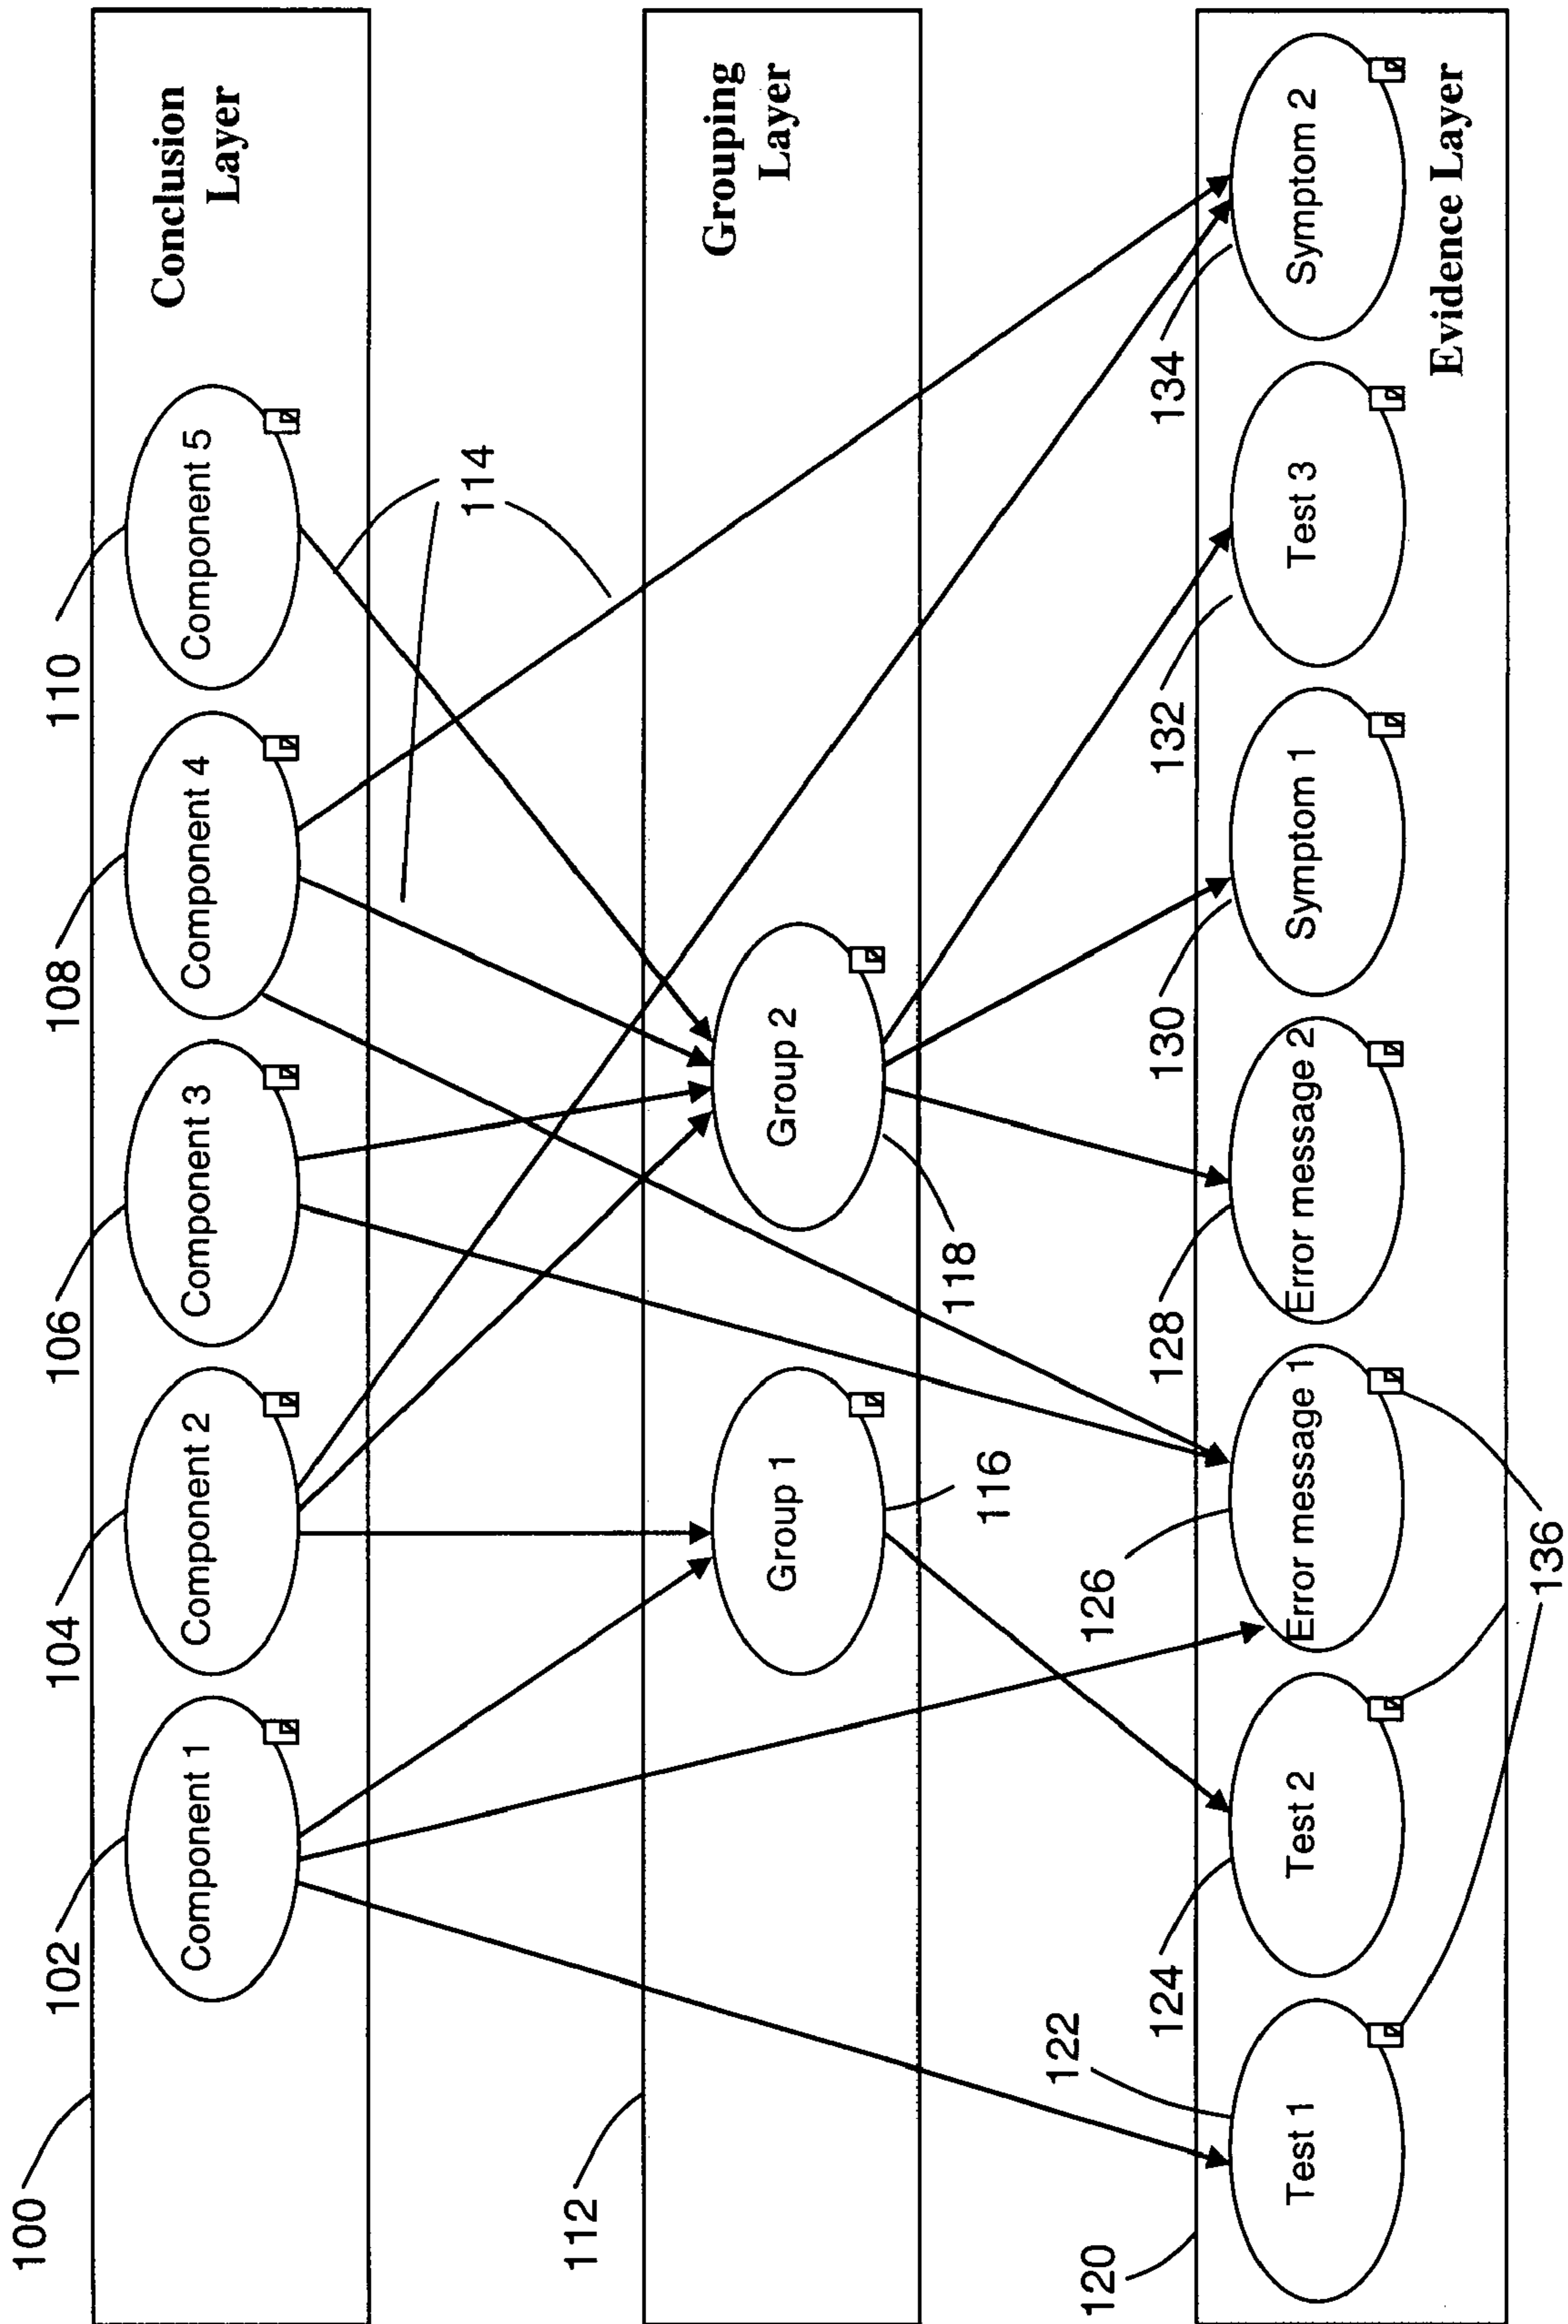 100
102
104
106
108
110
Component 1
Component 2
Component 3
Component 4
Component 5
Conclusion
Layer
114
112
Group 1
Group 2
Grouping
Layer
116
118
120
122
124
126
128
130
132
134
Test 1
Test 2
Error message 1
Error message 2
Symptom 1
Test 3
Symptom 2
Evidence Layer
136